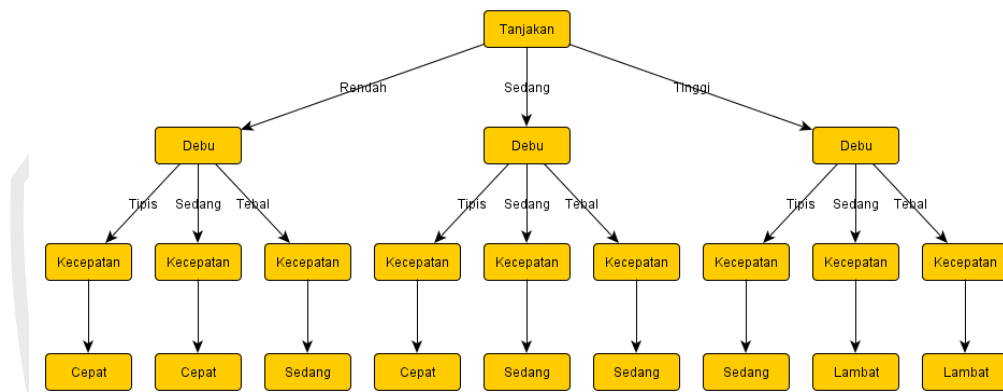 Tanjakan
Rendah Sedang Tinggi
Debu Debu Debu
Tipis Sedang Tebal Tipis Sedang Tebal Tipis Sedang Tebal
Kecepatan Kecepatan Kecepatan Kecepatan Kecepatan Kecepatan Kecepatan Kecepatan Kecepatan
Cepat Cepat Sedang Cepat Sedang Sedang Sedang Lambat Lambat